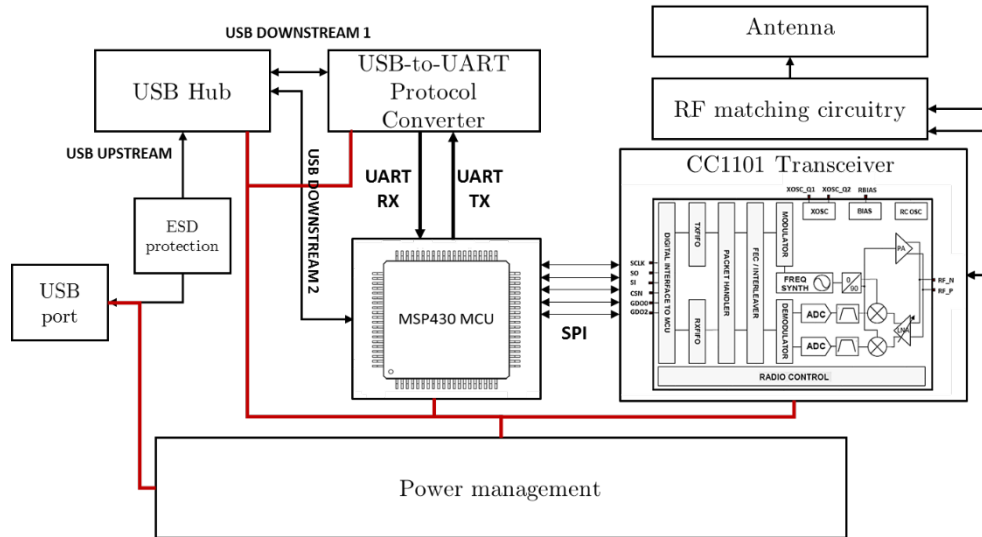 USB DOWNSTREAM 1
Antenna
USB Hub
USB-to-UART
Protocol
Converter
RF matching circuitry
USB UPSTREAM
USB DOWNSTREAM 2
UART
RX
UART
TX
ESD
protection
USB
port
MSP430 MCU
SPI
CC1101 Transceiver
XOSC_Q1
XOSC_Q2
RBIAS
XOSC
BIAS
RC OSC
SCLK
SO
SI
CSN
GDO0
GDO2
DIGITAL INTERFACE TO MCU
TXFIFO
RXFIFO
PACKET HANDLER
FEC / INTERLEAVER
MODULATOR
DEMODULATOR
FREQ
SYNTH
0
90
PA
LNA
RF_N
RF_P
ADC
ADC
RADIO CONTROL
Power management